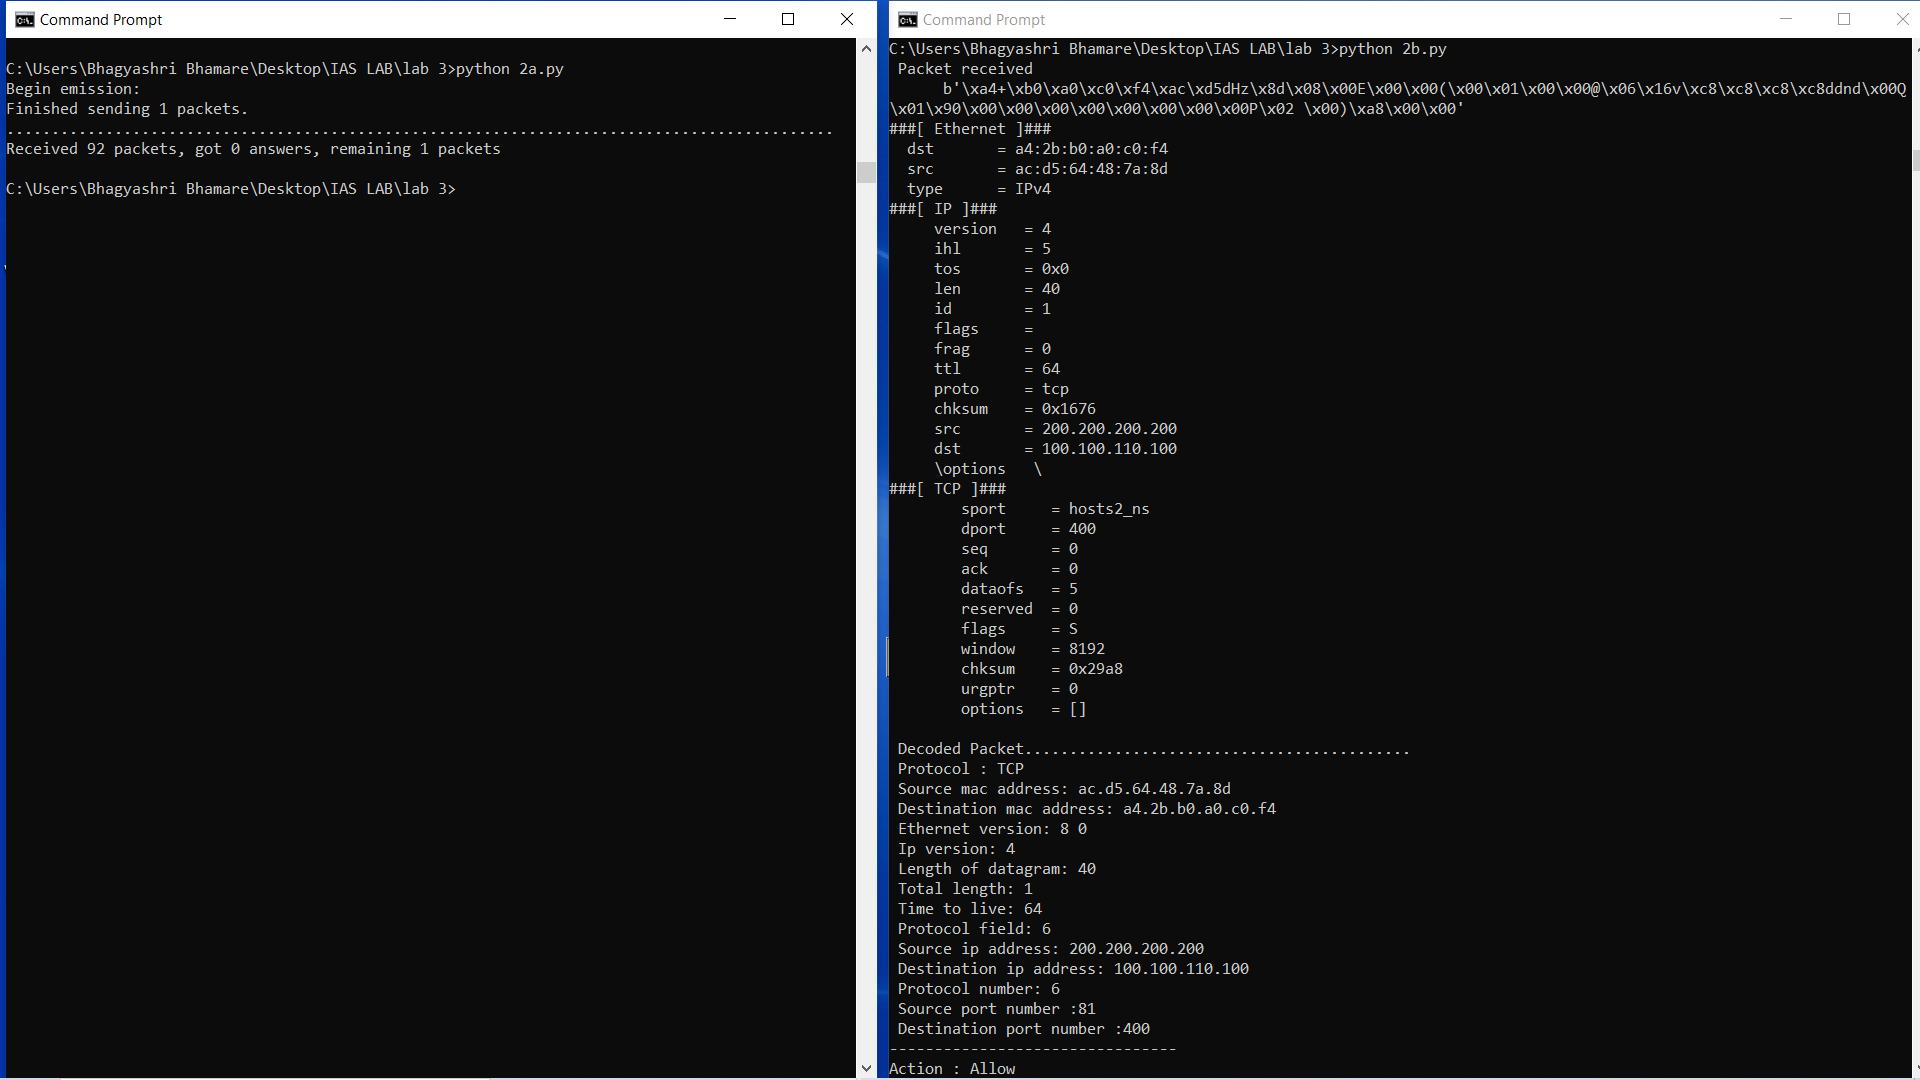 Command Prompt
C:\Users\Bhagyashri Bhamare\Desktop\IAS LAB\lab 3>python 2a.py
Begin emission:
Finished sending 1 packets.
............................................................................................
Received 92 packets, got 0 answers, remaining 1 packets
C:\Users\Bhagyashri Bhamare\Desktop\IAS LAB\lab 3>
Command Prompt
C:\Users\Bhagyashri Bhamare\Desktop\IAS LAB\lab 3>python 2b.py
Packet received
b'\xa4+\xb0\xa0\xc0\xf4\xac\xd5dHz\x8d\x08\x00E\x00\x00(\x00\x01\x00\x00@\x06\x16v\xc8\xc8\xc8\xc8ddnd\x00Q
\x01\x90\x00\x00\x00\x00\x00\x00\x00\x00P\x02 \x00)\xa8\x00\x00'
###[ Ethernet ]###
dst = a4:2b:b0:a0:c0:f4
src = ac:d5:64:48:7a:8d
type = IPv4
###[ IP ]###
version = 4
ihl = 5
tos = 0x0
len = 40
id = 1
flags =
frag = 0
ttl = 64
proto = tcp
chksum = 0x1676
src = 200.200.200.200
dst = 100.100.110.100
\options \
###[ TCP ]###
sport = hosts2_ns
dport = 400
seq = 0
ack = 0
dataofs = 5
reserved = 0
flags = S
window = 8192
chksum = 0x29a8
urgptr = 0
options = []
Decoded Packet...........................................
Protocol : TCP
Source mac address: ac.d5.64.48.7a.8d
Destination mac address: a4.2b.b0.a0.c0.f4
Ethernet version: 8 0
Ip version: 4
Length of datagram: 40
Total length: 1
Time to live: 64
Protocol field: 6
Source ip address: 200.200.200.200
Destination ip address: 100.100.110.100
Protocol number: 6
Source port number :81
Destination port number :400
--------------------------------
Action : Allow